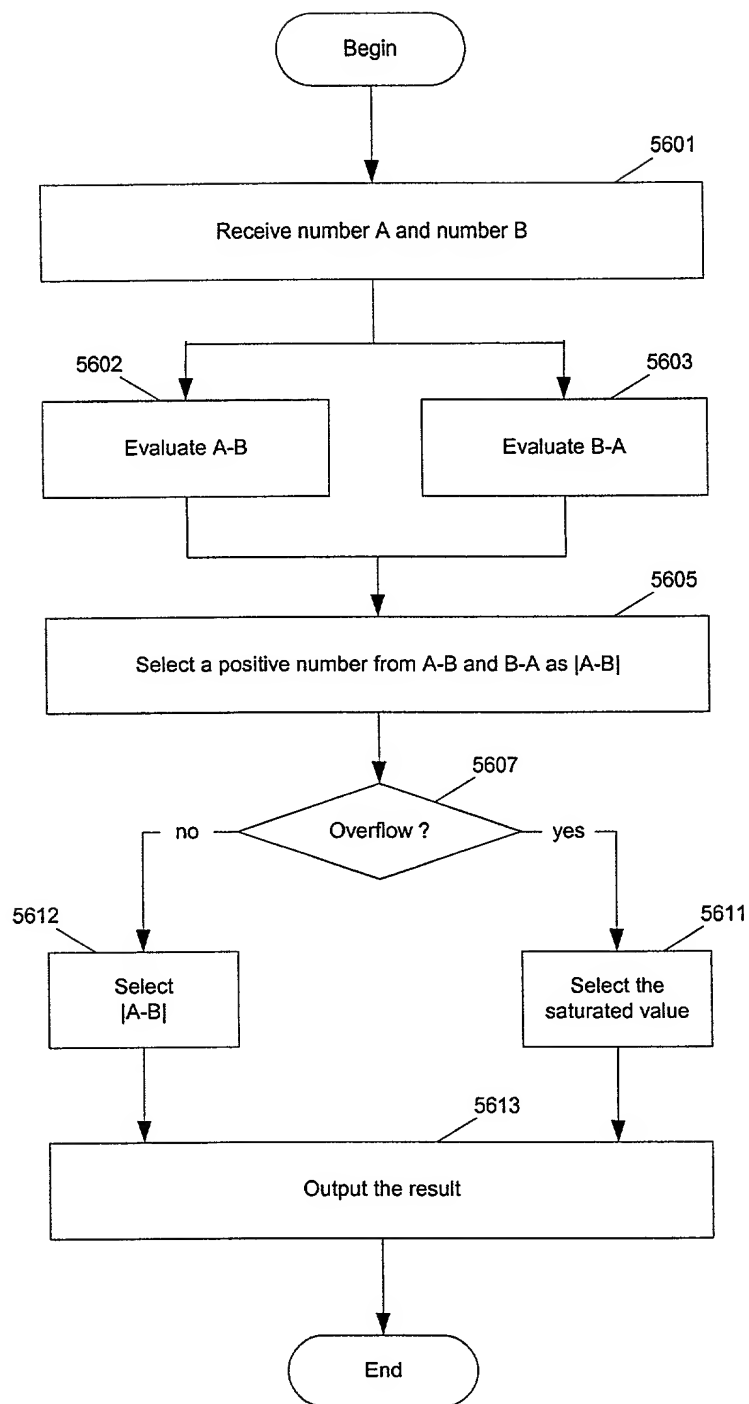 Begin
5601
Receive number A and number B
5602
5603
Evaluate A-B
Evaluate B-A
5605
Select a positive number from A-B and B-A as |A-B|
5607
Overflow ?
no
yes
5612
5611
Select
|A-B|
Select the
saturated value
5613
Output the result
End